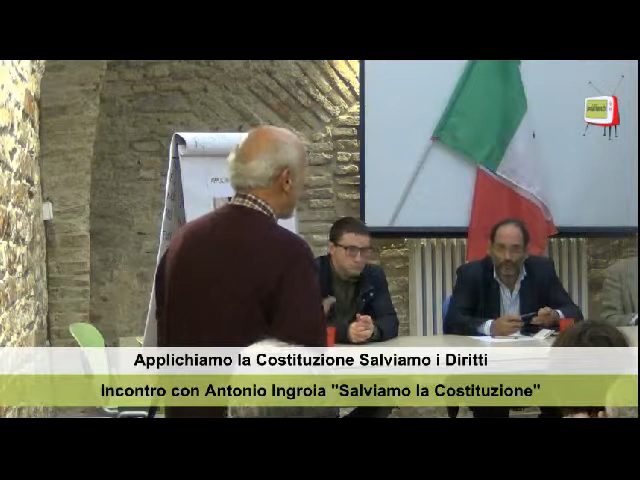 Applichiamo la Costituzione Salviamo i Diritti
Incontro con Antonio Ingroia "Salviamo la Costituzione"